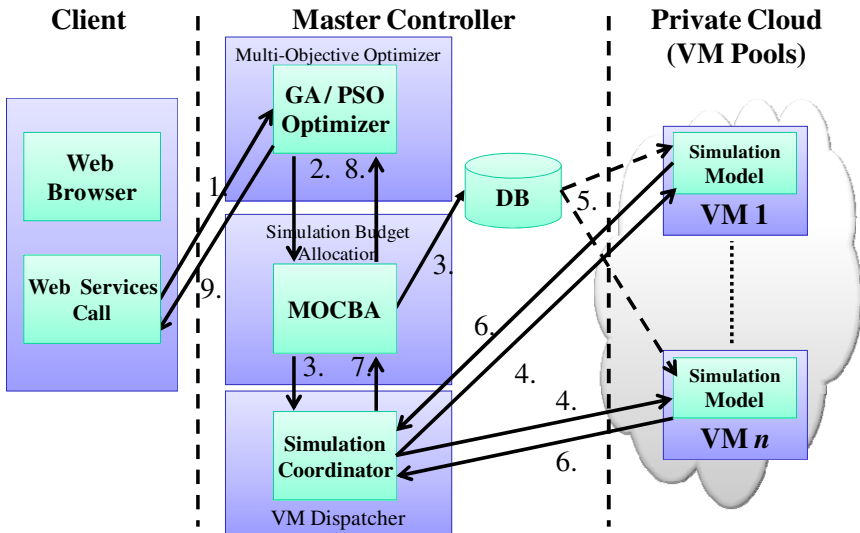 Client
Master Controller
Private Cloud
(VM Pools)
Multi-Objective Optimizer
GA / PSO
Optimizer
Web
Browser
1.
2.
8.
DB
5.
Simulation
Model
VM 1
Simulation Budget
Allocation
3.
Web Services
Call
9.
MOCBA
6.
3.
7.
4.
Simulation
Model
VM n
4.
6.
Simulation
Coordinator
VM Dispatcher